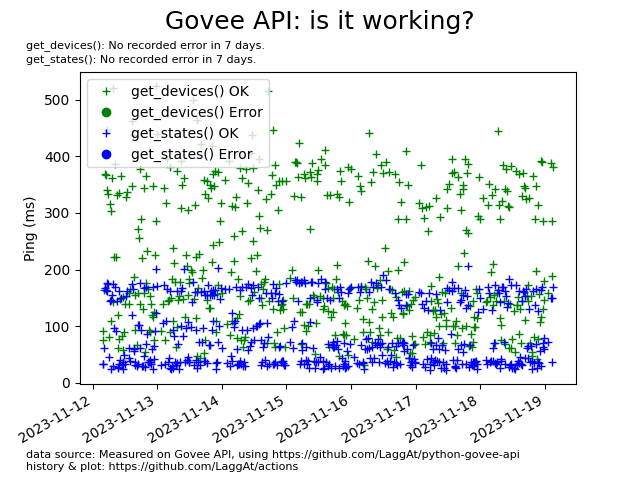 Govee API: is it working?
get_devices(): No recorded error in 7 days.
get_states(): No recorded error in 7 days.
get_devices() OK
get_devices() Error
get_states() OK
get_states() Error
500
400
300
200
100
0
Ping (ms)
2023-11-12
2023-11-13
2023-11-14
2023-11-15
2023-11-16
2023-11-17
2023-11-18
2023-11-19
data source: Measured on Govee API, using https://github.com/LaggAt/python-govee-api
history & plot: https://github.com/LaggAt/actions